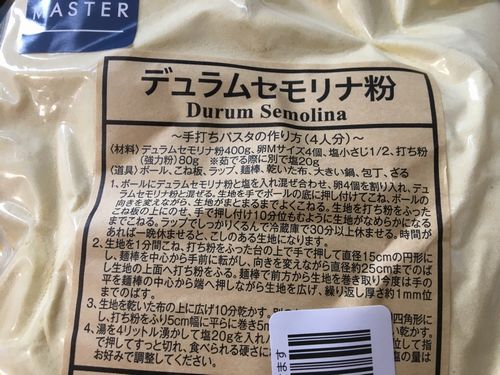 MASTER
デュラムセモリナ粉
Durum Semolina
～手打ちパスタの作り方(4人分)～
〈材料〉デュラムセモリナ粉400g、卵Mサイズ4個、塩小さじ1/2、打ち粉
(強力粉)80g ※茹でる際に別で塩20g
〈道具〉ボール、こね板、ラップ、麺棒、乾いた布、大きい鍋、包丁、ざる
1、ボールにデュラムセモリナ粉と塩を入れ混ぜ合わせ、卵4個を割り入れ、デュ
ラムセモリナ粉と混ぜる。生地を手でボールの底に押し付けてこね、ボールの
向きを変えながら、生地がまとまるまでよくこねる。生地を打ち粉をふった
こね板の上にのせ、手で押し付け10分位もむように生地がなめらかになる
までこねる。ラップでしっかりくるんで冷蔵庫で30分以上休ませる。時間が
あれば一晩休ませると、こしのある生地になります。
2、生地を1分間こね、打ち粉をふった台の上で手で押して直径15cmの円形に
し、麺棒を中心から手前に転がし、向きを変えながら直径約25cmまでのば
し生地の上面へ打ち粉をふる。麺棒で前方から生地を巻き取り今度は手の
平を麺棒の中心から端へ押しながら生地を広げ、繰り返し厚さ約1mm位
までのばす。
3、生地を乾いた布の上に広げ10分乾かす。
四角形に
し、打ち粉をふり5cm幅に平らに巻き5m
い乾かす。
4、湯を4リットル沸かして塩20gを入れ
位して指
で押してすっと切れ、食べられる硬さに
塩の量は
お好みで調整してください。
ます